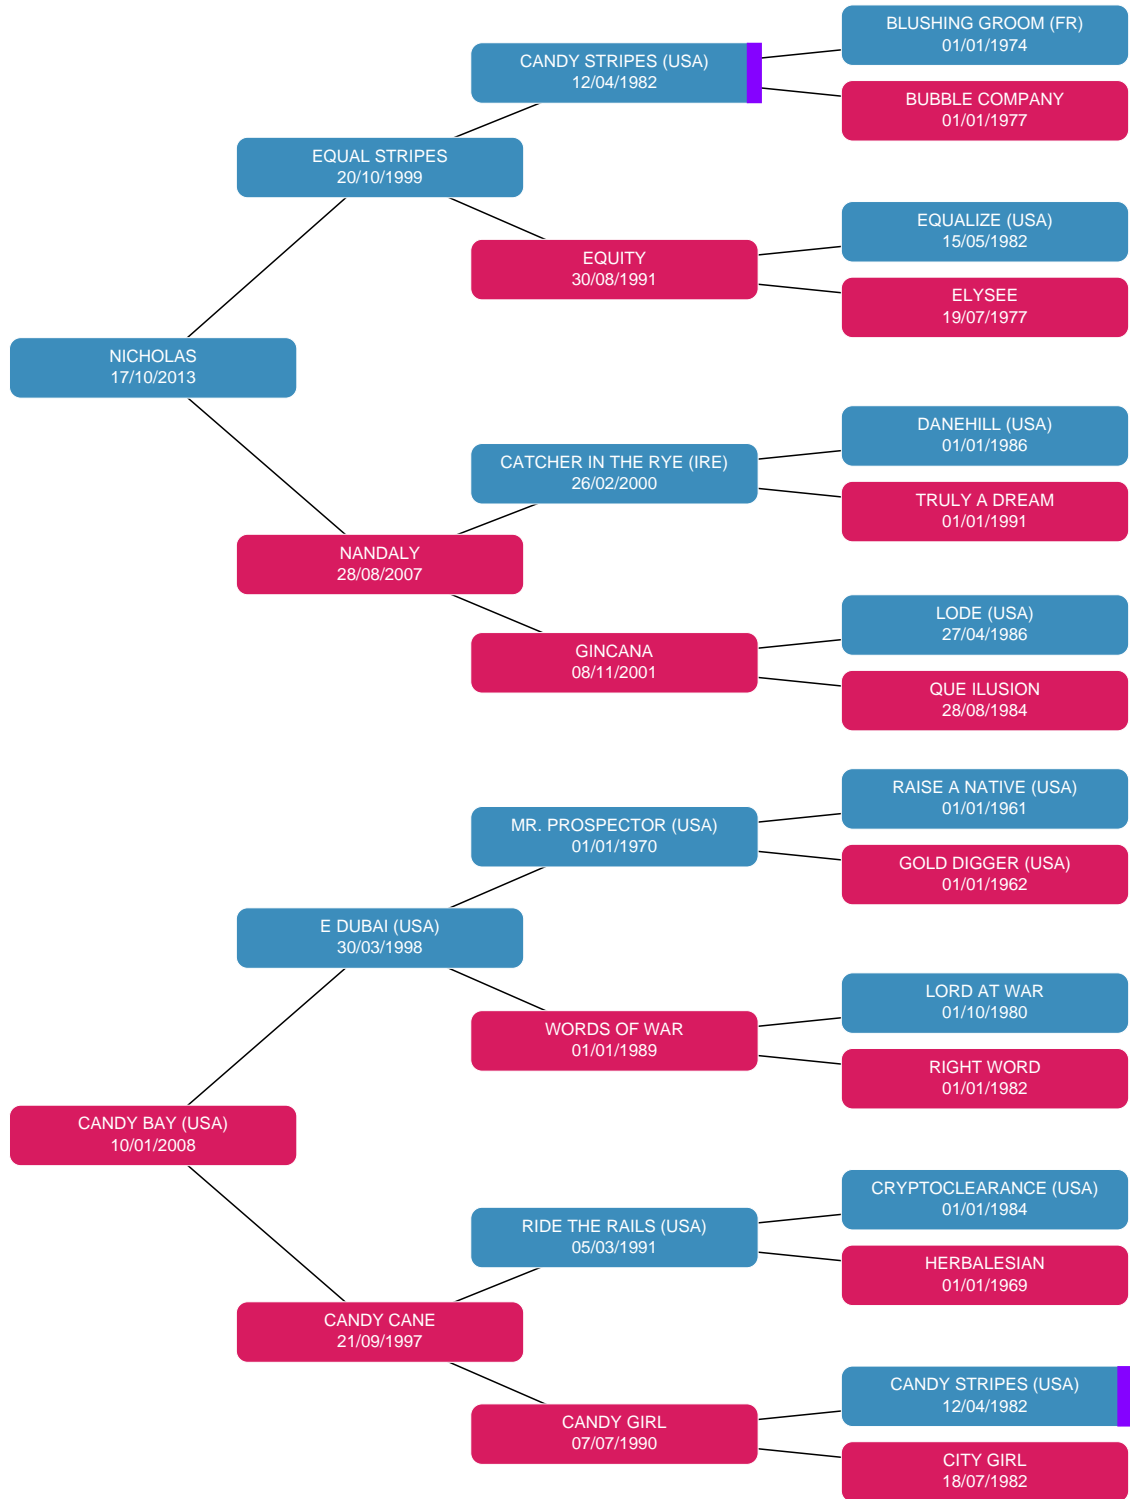 BLUSHING GROOM (FR)
01/01/1974
CANDY STRIPES (USA)
12/04/1982
BUBBLE COMPANY
01/01/1977
EQUAL STRIPES
20/10/1999
EQUALIZE (USA)
15/05/1982
EQUITY
30/08/1991
ELYSEE
19/07/1977
NICHOLAS
17/10/2013
DANEHILL (USA)
01/01/1986
CATCHER IN THE RYE (IRE)
26/02/2000
TRULY A DREAM
01/01/1991
NANDALY
28/08/2007
LODE (USA)
27/04/1986
GINCANA
08/11/2001
QUE ILUSION
28/08/1984
RAISE A NATIVE (USA)
01/01/1961
MR. PROSPECTOR (USA)
01/01/1970
GOLD DIGGER (USA)
01/01/1962
E DUBAI (USA)
30/03/1998
LORD AT WAR
01/10/1980
WORDS OF WAR
01/01/1989
RIGHT WORD
01/01/1982
CANDY BAY (USA)
10/01/2008
CRYPTOCLEARANCE (USA)
01/01/1984
RIDE THE RAILS (USA)
05/03/1991
HERBALESIAN
01/01/1969
CANDY CANE
21/09/1997
CANDY STRIPES (USA)
12/04/1982
CANDY GIRL
07/07/1990
CITY GIRL
18/07/1982